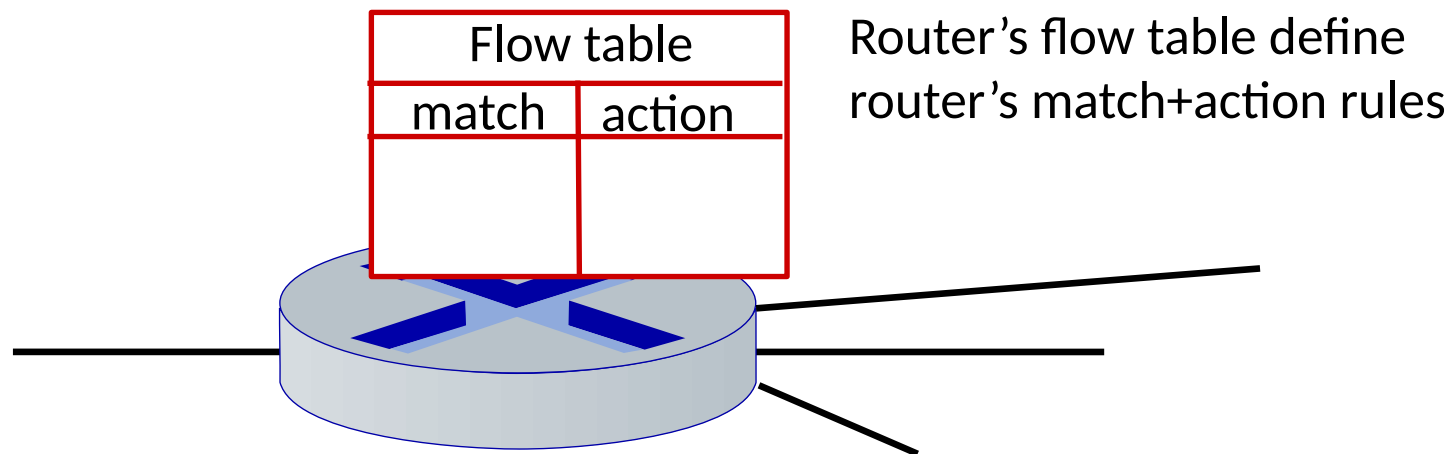 Flow table
match action
Router’s flow table define
router’s match+action rules